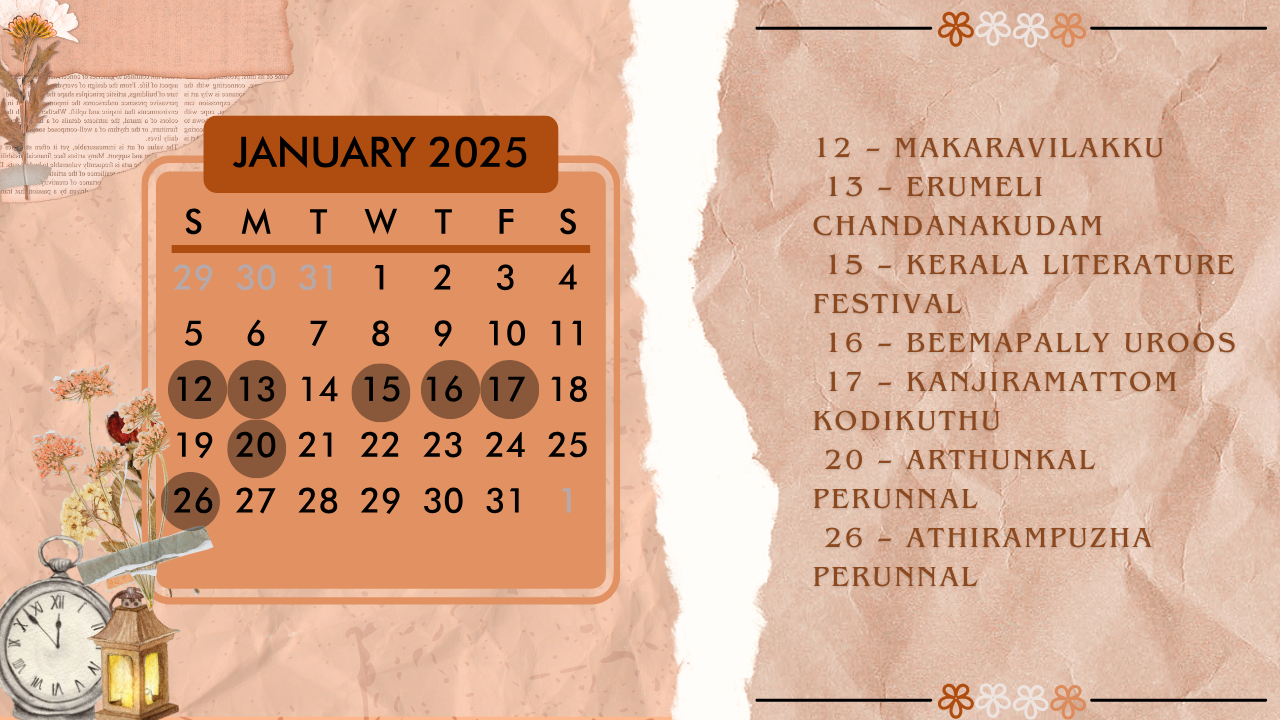 JANUARY 2025
S M T W T F S
29 30 31 1 2 3 4
5 6 7 8 9 10 11
12 13 14 15 16 17 18
19 20 21 22 23 24 25
26 27 28 29 30 31 1
12 – MAKARAVILAKKU
13 – ERUMELI
CHANDANAKUDAM
15 – KERALA LITERATURE
FESTIVAL
16 – BEEMAPALLY UROOS
17 – KANJIRAMATTOM
KODIKUTHU
20 – ARTHUNKAL
PERUNNAL
26 – ATHIRAMPUZHA
PERUNNAL